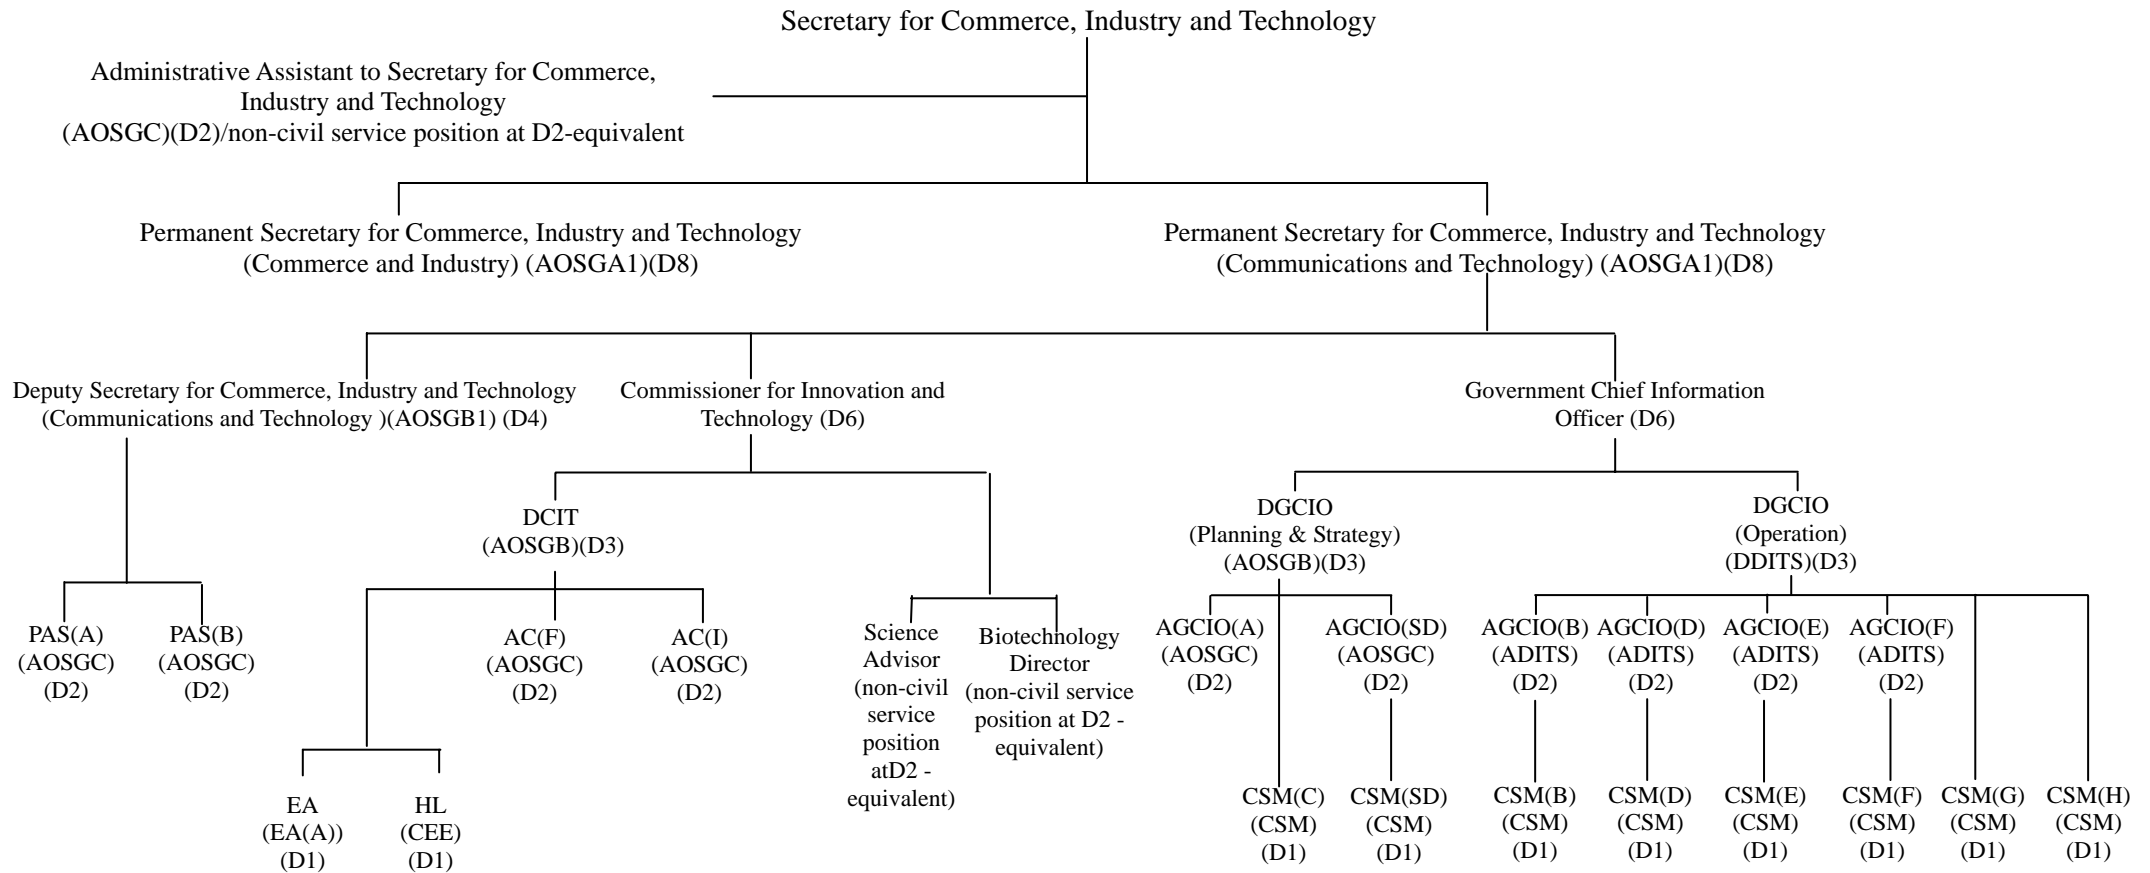 Secretary for Commerce, Industry and Technology
Administrative Assistant to Secretary for Commerce,
Industry and Technology
(AOSGC)(D2)/non-civil service position at D2-equivalent
Permanent Secretary for Commerce, Industry and Technology
(Commerce and Industry) (AOSGA1)(D8)
Permanent Secretary for Commerce, Industry and Technology
(Communications and Technology) (AOSGA1)(D8)
Deputy Secretary for Commerce, Industry and Technology
(Communications and Technology )(AOSGB1) (D4)
Commissioner for Innovation and
Technology (D6)
Government Chief Information
Officer (D6)
DCIT
(AOSGB)(D3)
DGCIO
(Planning & Strategy)
(AOSGB)(D3)
DGCIO
(Operation)
(DDITS)(D3)
PAS(A)
(AOSGC)
(D2)
PAS(B)
(AOSGC)
(D2)
AC(F)
(AOSGC)
(D2)
AC(I)
(AOSGC)
(D2)
Science
Advisor
(non-civil
service
position
atD2 -
equivalent)
Biotechnology
Director
(non-civil service
position at D2 -
equivalent)
AGCIO(A)
(AOSGC)
(D2)
AGCIO(SD)
(AOSGC)
(D2)
AGCIO(B)
(ADITS)
(D2)
AGCIO(D)
(ADITS)
(D2)
AGCIO(E)
(ADITS)
(D2)
AGCIO(F)
(ADITS)
(D2)
EA
(EA(A))
(D1)
HL
(CEE)
(D1)
CSM(C)
(CSM)
(D1)
CSM(SD)
(CSM)
(D1)
CSM(B)
(CSM)
(D1)
CSM(D)
(CSM)
(D1)
CSM(E)
(CSM)
(D1)
CSM(F)
(CSM)
(D1)
CSM(G)
(CSM)
(D1)
CSM(H)
(CSM)
(D1)